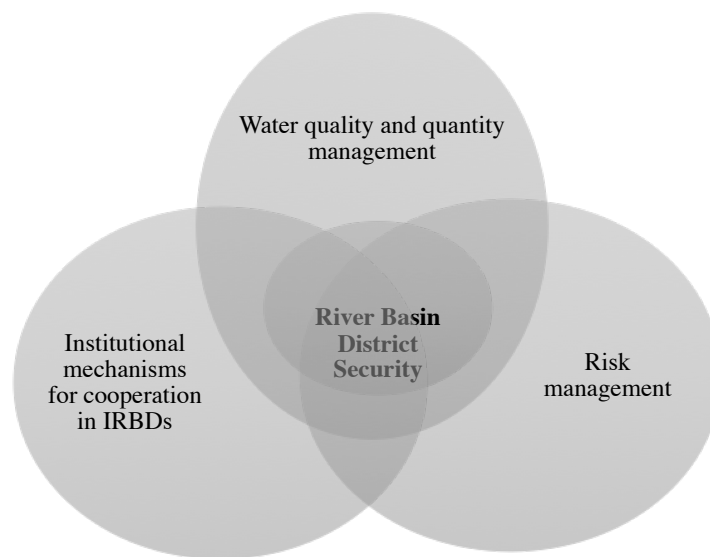 Water quality and quantity
management
River Basin
District
Security
Institutional
mechanisms
for cooperation
in IRBDs
Risk
management